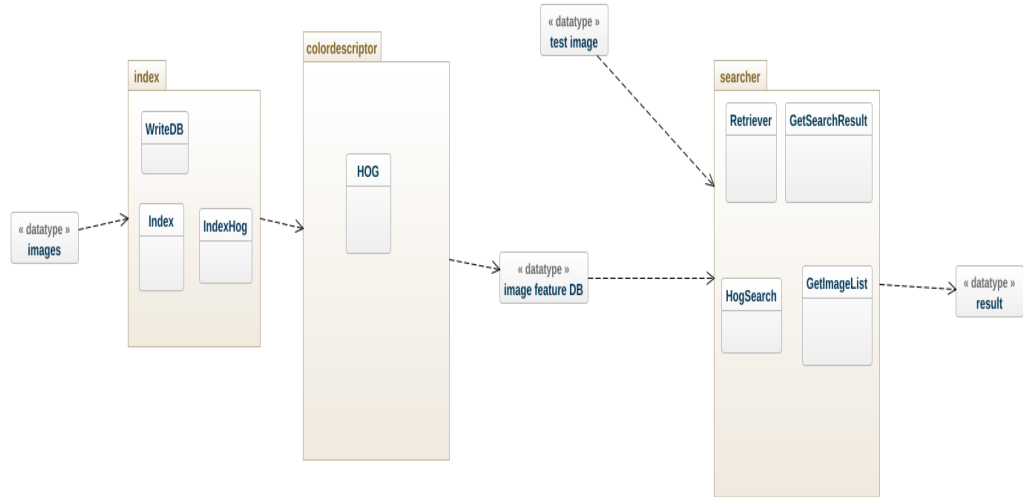 « datatype »
images
index
WriteDB
Index
IndexHog
colordescriptor
HOG
« datatype »
image feature DB
« datatype »
test image
searcher
Retriever
GetSearchResult
HogSearch
GetImageList
« datatype »
result